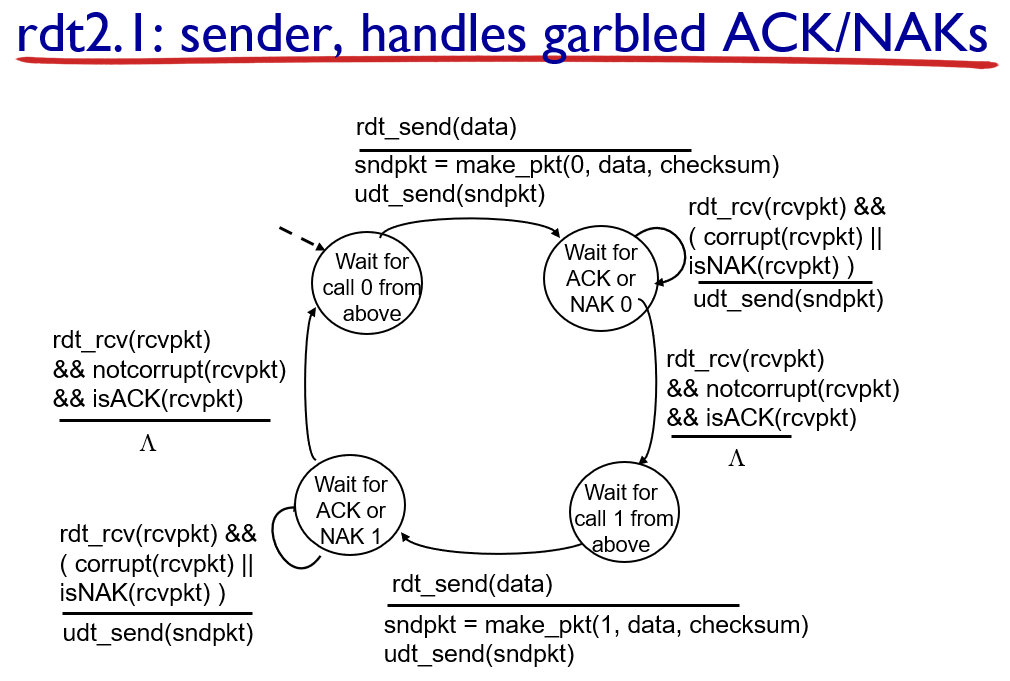 rdt2.1: sender, handles garbled ACK/NAKs
rdt_send(data)
sndpkt = make_pkt(0, data, checksum)
udt_send(sndpkt)
Wait for
call 0 from
above
Wait for
ACK or
NAK 0
rdt_rcv(rcvpkt) &&
( corrupt(rcvpkt) ||
isNAK(rcvpkt) )
udt_send(sndpkt)
rdt_rcv(rcvpkt)
&& notcorrupt(rcvpkt)
&& isACK(rcvpkt)
Λ
rdt_rcv(rcvpkt)
&& notcorrupt(rcvpkt)
&& isACK(rcvpkt)
Λ
Wait for
ACK or
NAK 1
Wait for
call 1 from
above
rdt_rcv(rcvpkt) &&
( corrupt(rcvpkt) ||
isNAK(rcvpkt) )
udt_send(sndpkt)
rdt_send(data)
sndpkt = make_pkt(1, data, checksum)
udt_send(sndpkt)